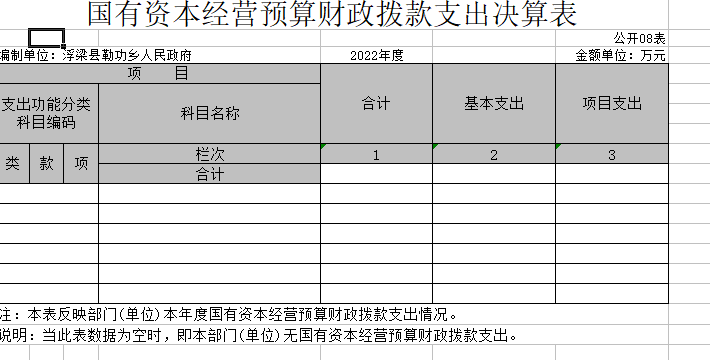 国有资本经营预算财政拨款支出决算表
公开08表
编制单位：浮梁县勒功乡人民政府 2022年度 金额单位：万元
项 目 合计 基本支出 项目支出
支出功能分类科目编码 科目名称
类 款 项 栏次 1 2 3
合计
注：本表反映部门(单位)本年度国有资本经营预算财政拨款支出情况。
说明：当此表数据为空时，即本部门(单位)无国有资本经营预算财政拨款支出。